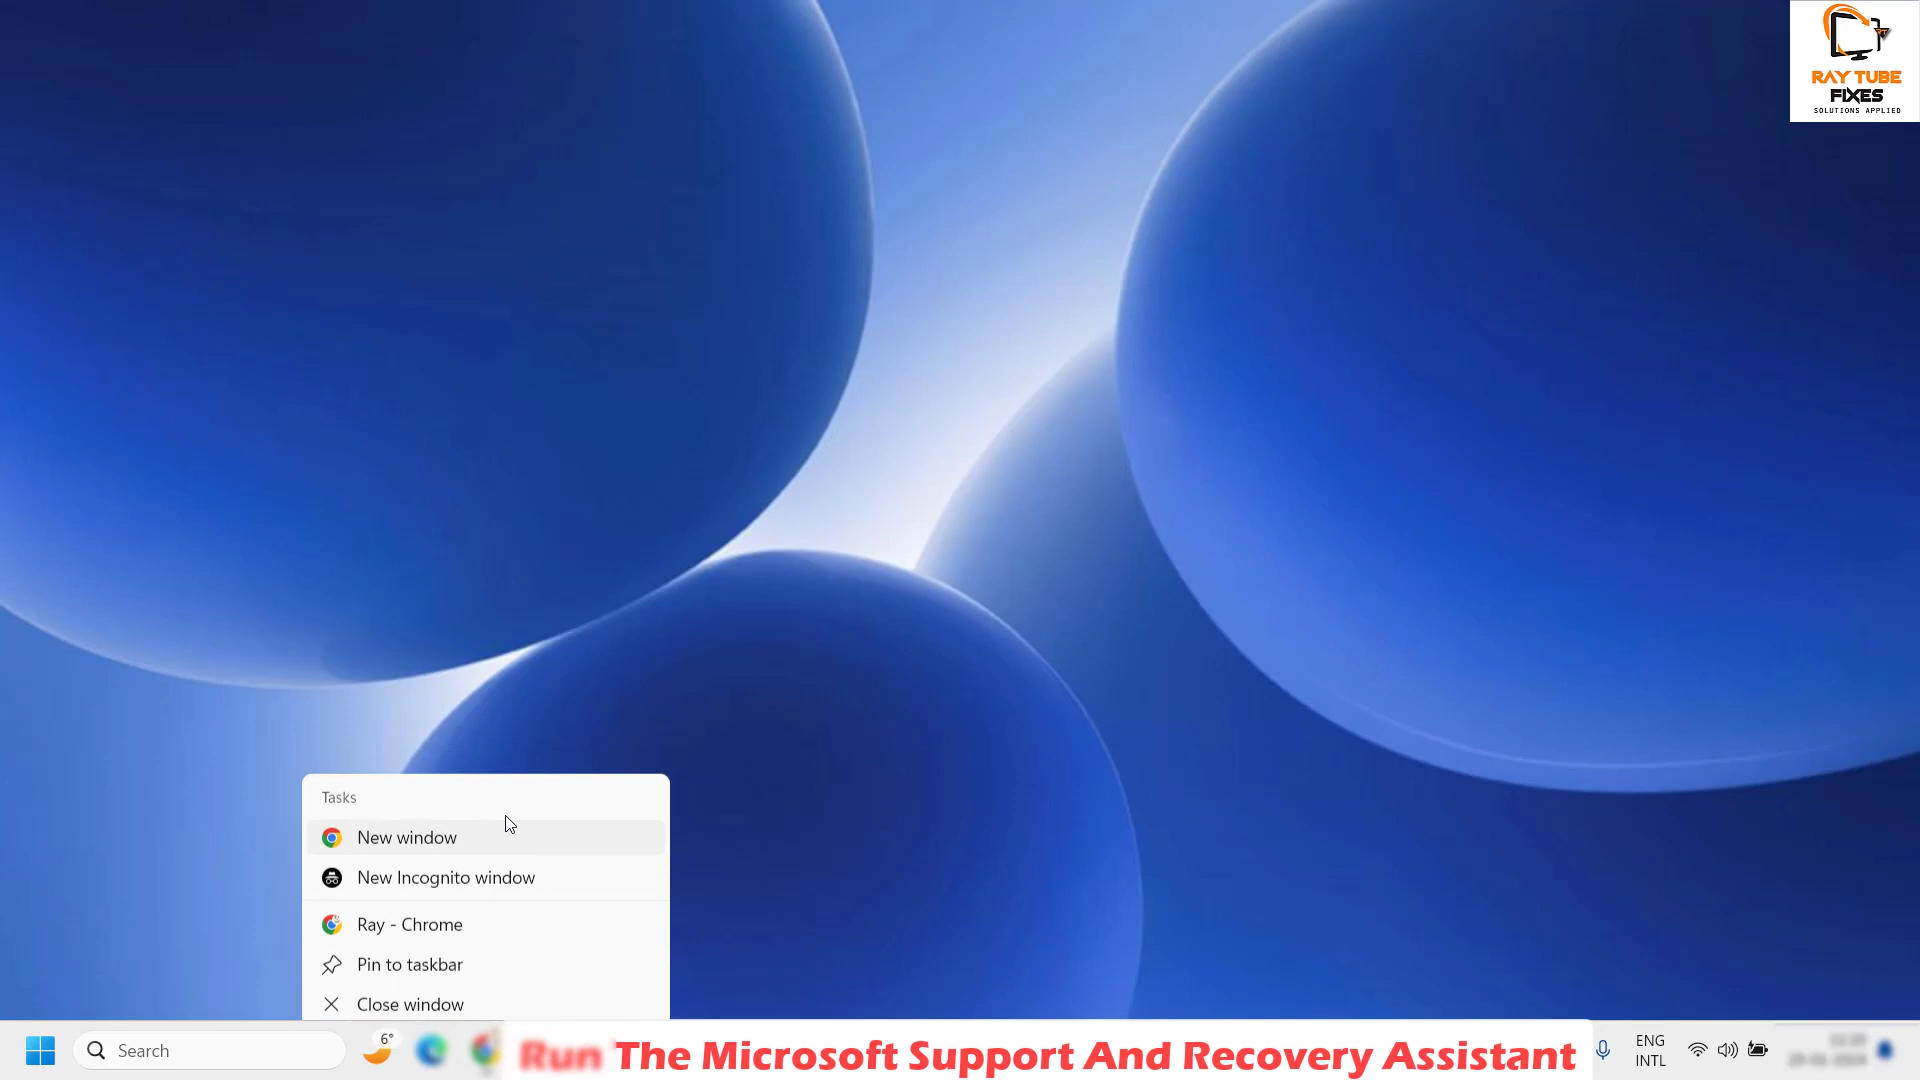 RAY TUBE
FIXES
SOLUTIONS APPLIED
Tasks
New window
New Incognito window
Ray - Chrome
Pin to taskbar
Close window
Search
6°
Run The Microsoft Support And Recovery Assistant
ENG
INTL